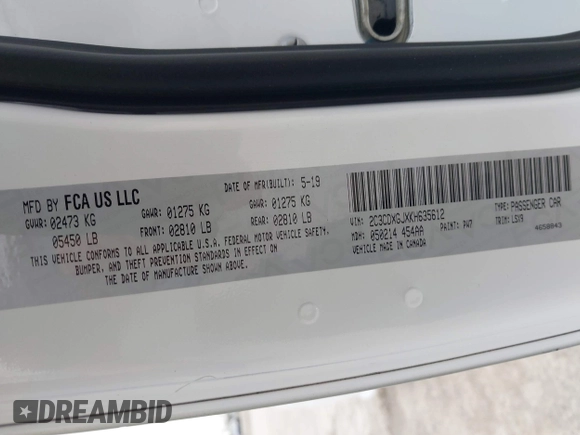 MFD BY FCA US LLC
DATE OF MFR(BUILT): 5-19
GVWR: 02473 KG
05450 LB
GAWR: 01275 KG
FRONT: 02810 LB
GAWR: 01275 KG
REAR: 02810 LB
THIS VEHICLE CONFORMS TO ALL APPLICABLE U.S.A. FEDERAL MOTOR VEHICLE SAFETY,
BUMPER, AND THEFT PREVENTION STANDARDS IN EFFECT ON
THE DATE OF MANUFACTURE SHOWN ABOVE.
VIN: 2C3CDXGJXKH635612
TYPE: PASSENGER CAR
MDH: 050214 454AA
PAINT: PW7
TRIM: LSX9
VEHICLE MADE IN CANADA
4658043
DREAMBID